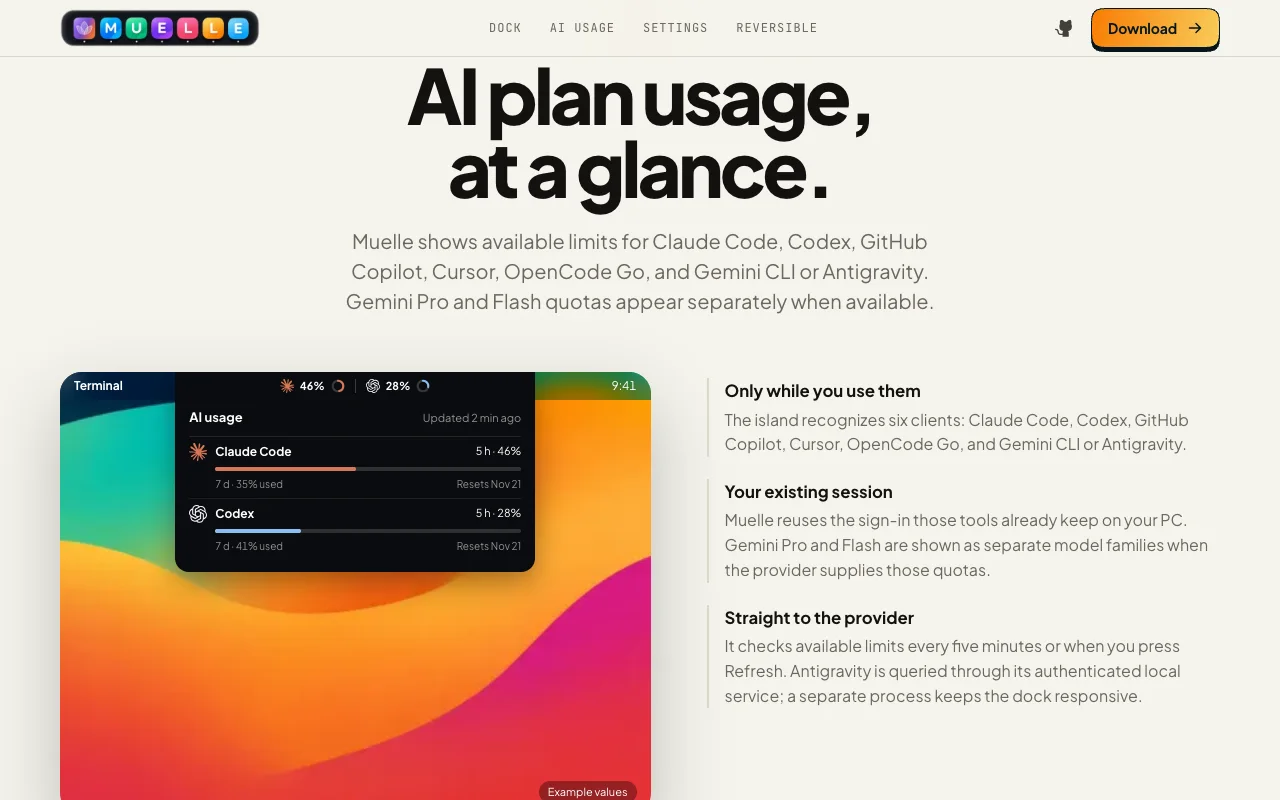 MUELLE
DOCK
AI USAGE
SETTINGS
REVERSIBLE
Download →
AI plan usage,
at a glance.
Muelle shows available limits for Claude Code, Codex, GitHub
Copilot, Cursor, OpenCode Go, and Gemini CLI or Antigravity.
Gemini Pro and Flash quotas appear separately when available.
Terminal
46%
28%
9:41
AI usage
Updated 2 min ago
Claude Code
5 h · 46%
7 d · 35% used
Resets Nov 21
Codex
5 h · 28%
7 d · 41% used
Resets Nov 21
Example values
Only while you use them
The island recognizes six clients: Claude Code, Codex, GitHub
Copilot, Cursor, OpenCode Go, and Gemini CLI or Antigravity.
Your existing session
Muelle reuses the sign-in those tools already keep on your PC.
Gemini Pro and Flash are shown as separate model families when
the provider supplies those quotas.
Straight to the provider
It checks available limits every five minutes or when you press
Refresh. Antigravity is queried through its authenticated local
service; a separate process keeps the dock responsive.